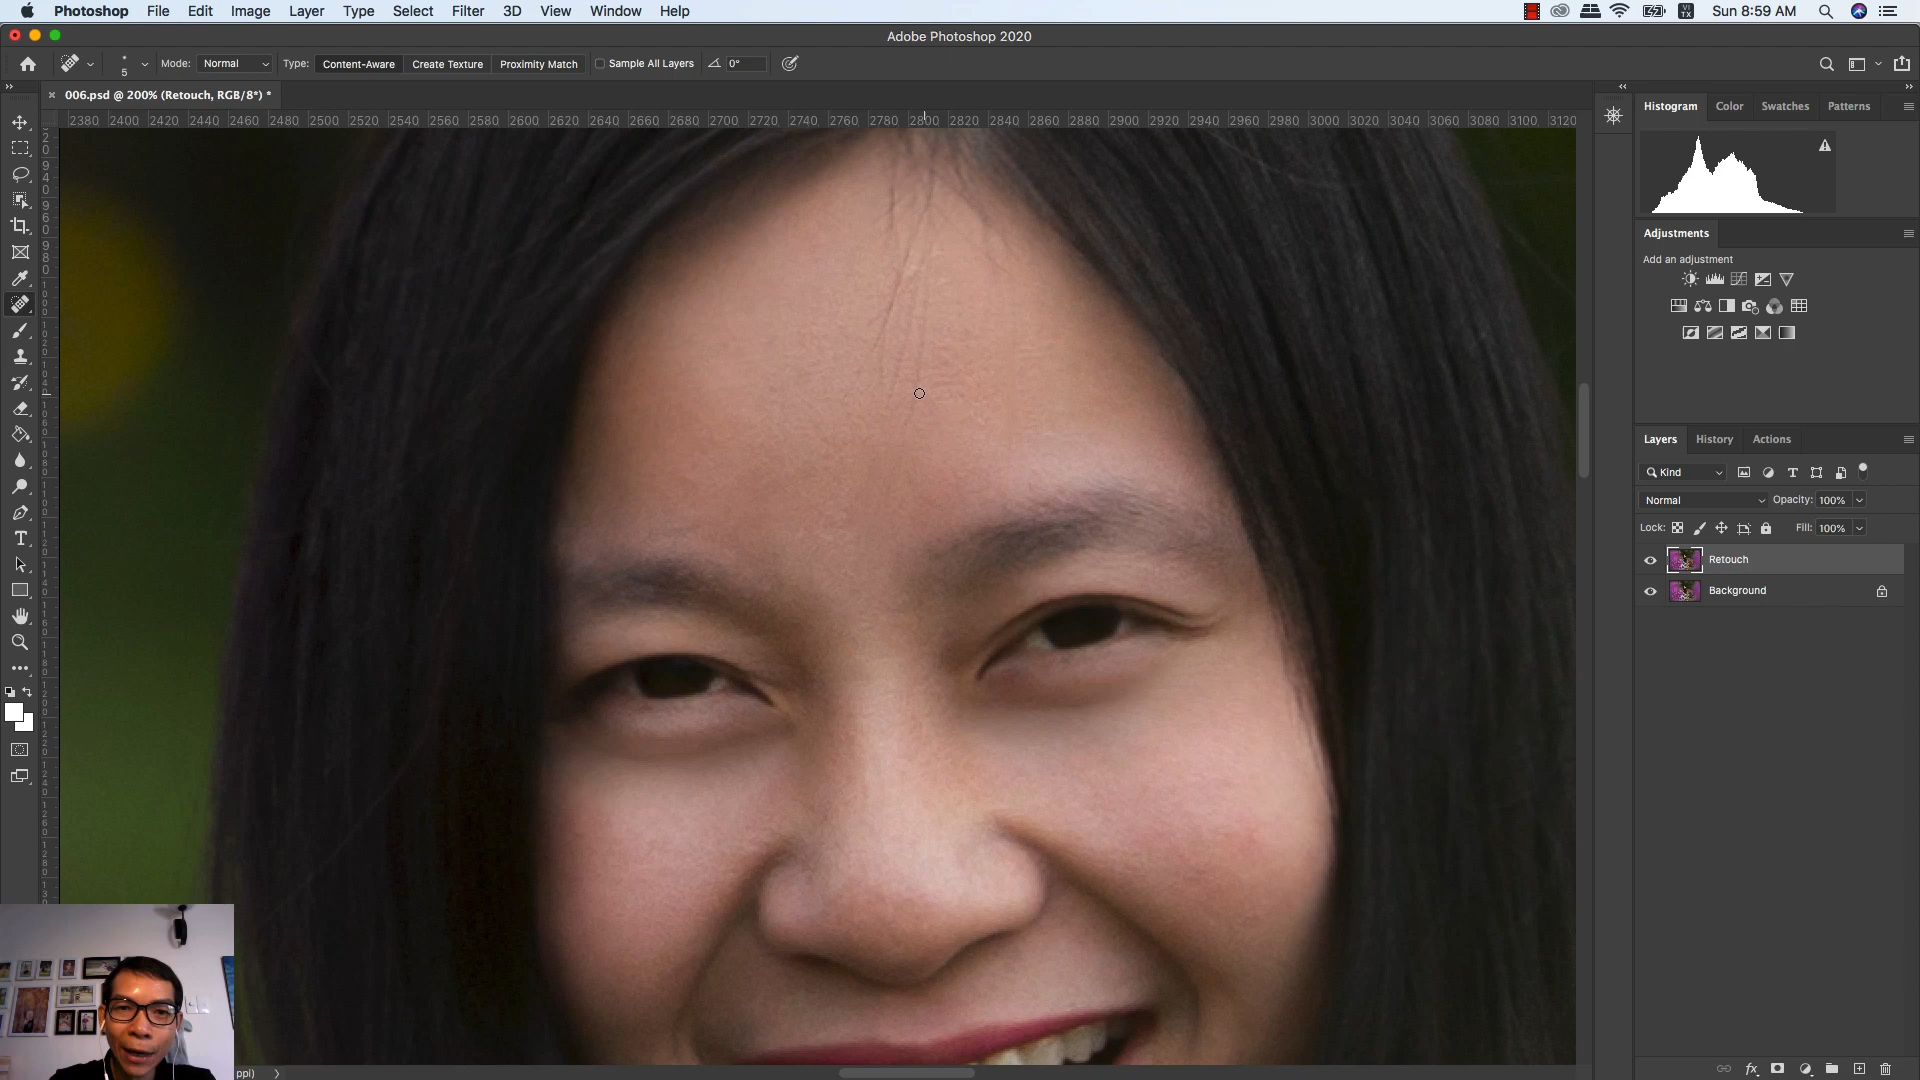 Photoshop File Edit Image Layer Type Select Filter 3D View Window Help VI TX Sun 8:59 AM
Adobe Photoshop 2020
5 Mode: Normal Type: Content-Aware Create Texture Proximity Match Sample All Layers 0°
006.psd @ 200% (Retouch, RGB/8*) *
2380 2400 2420 2440 2460 2480 2500 2520 2540 2560 2580 2600 2620 2640 2660 2680 2700 2720 2740 2760 2780 2800 2820 2840 2860 2880 2900 2920 2940 2960 2980 3000 3020 3040 3060 3080 3100 3120
Histogram Color Swatches Patterns
Adjustments
Add an adjustment
Layers History Actions
Kind
Normal Opacity: 100%
Lock: Fill: 100%
Retouch
Background
ppl)